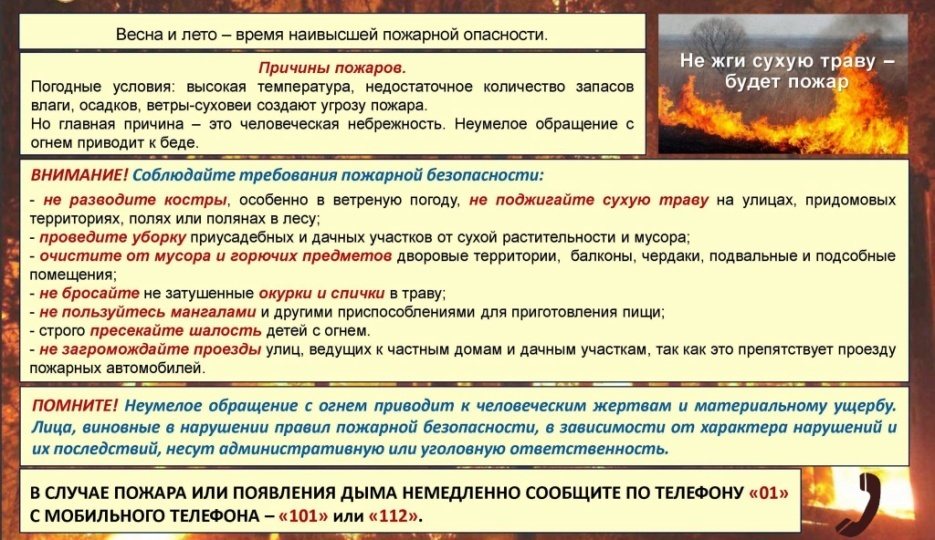 Весна и лето – время наивысшей пожарной опасности.
Не жги сухую траву –
будет пожар
Причины пожаров.
Погодные условия: высокая температура, недостаточное количество запасов
влаги, осадков, ветры-суховеи создают угрозу пожара.
Но главная причина – это человеческая небрежность. Неумелое обращение с
огнем приводит к беде.
ВНИМАНИЕ! Соблюдайте требования пожарной безопасности:
- не разводите костры, особенно в ветреную погоду, не поджигайте сухую траву на улицах, придомовых
территориях, полях или полянах в лесу;
- проведите уборку приусадебных и дачных участков от сухой растительности и мусора;
- очистите от мусора и горючих предметов дворовые территории, балконы, чердаки, подвальные и подсобные
помещения;
- не бросайте не затушенные окурки и спички в траву;
- не пользуйтесь мангалами и другими приспособлениями для приготовления пищи;
- строго пресекайте шалость детей с огнем.
- не загромождайте проезды улиц, ведущих к частным домам и дачным участкам, так как это препятствует проезду
пожарных автомобилей.
ПОМНИТЕ! Неумелое обращение с огнем приводит к человеческим жертвам и материальному ущербу.
Лица, виновные в нарушении правил пожарной безопасности, в зависимости от характера нарушений и
их последствий, несут административную или уголовную ответственность.
В СЛУЧАЕ ПОЖАРА ИЛИ ПОЯВЛЕНИЯ ДЫМА НЕМЕДЛЕННО СООБЩИТЕ ПО ТЕЛЕФОНУ «01»
С МОБИЛЬНОГО ТЕЛЕФОНА – «101» или «112».